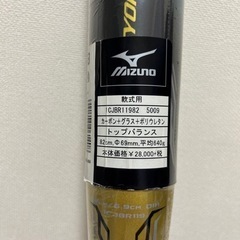 MIZUNO
軟式用
CJBR11982 5009
カーボン+グラス+ポリウレタン
トップバランス
82cm,Φ69mm,平均640g
本体価格¥28,000+税